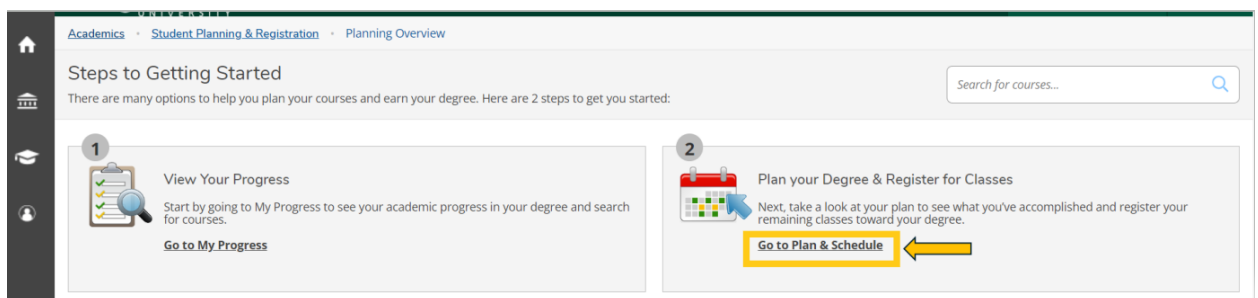 UNIVERSITY
Academics · Student Planning & Registration · Planning Overview
Steps to Getting Started
There are many options to help you plan your courses and earn your degree. Here are 2 steps to get you started:
Search for courses...
1
View Your Progress
Start by going to My Progress to see your academic progress in your degree and search
for courses.
Go to My Progress
2
Plan your Degree & Register for Classes
Next, take a look at your plan to see what you've accomplished and register your
remaining classes toward your degree.
Go to Plan & Schedule